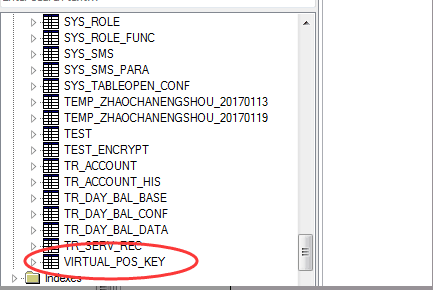 SYS_ROLE
SYS_ROLE_FUNC
SYS_SMS
SYS_SMS_PARA
SYS_TABLEOPEN_CONF
TEMP_ZHAOCHANENGSHOU_20170113
TEMP_ZHAOCHANENGSHOU_20170119
TEST
TEST_ENCRYPT
TR_ACCOUNT
TR_ACCOUNT_HIS
TR_DAY_BAL_BASE
TR_DAY_BAL_CONF
TR_DAY_BAL_DATA
TR_SERV_REC
VIRTUAL_POS_KEY
Indexes